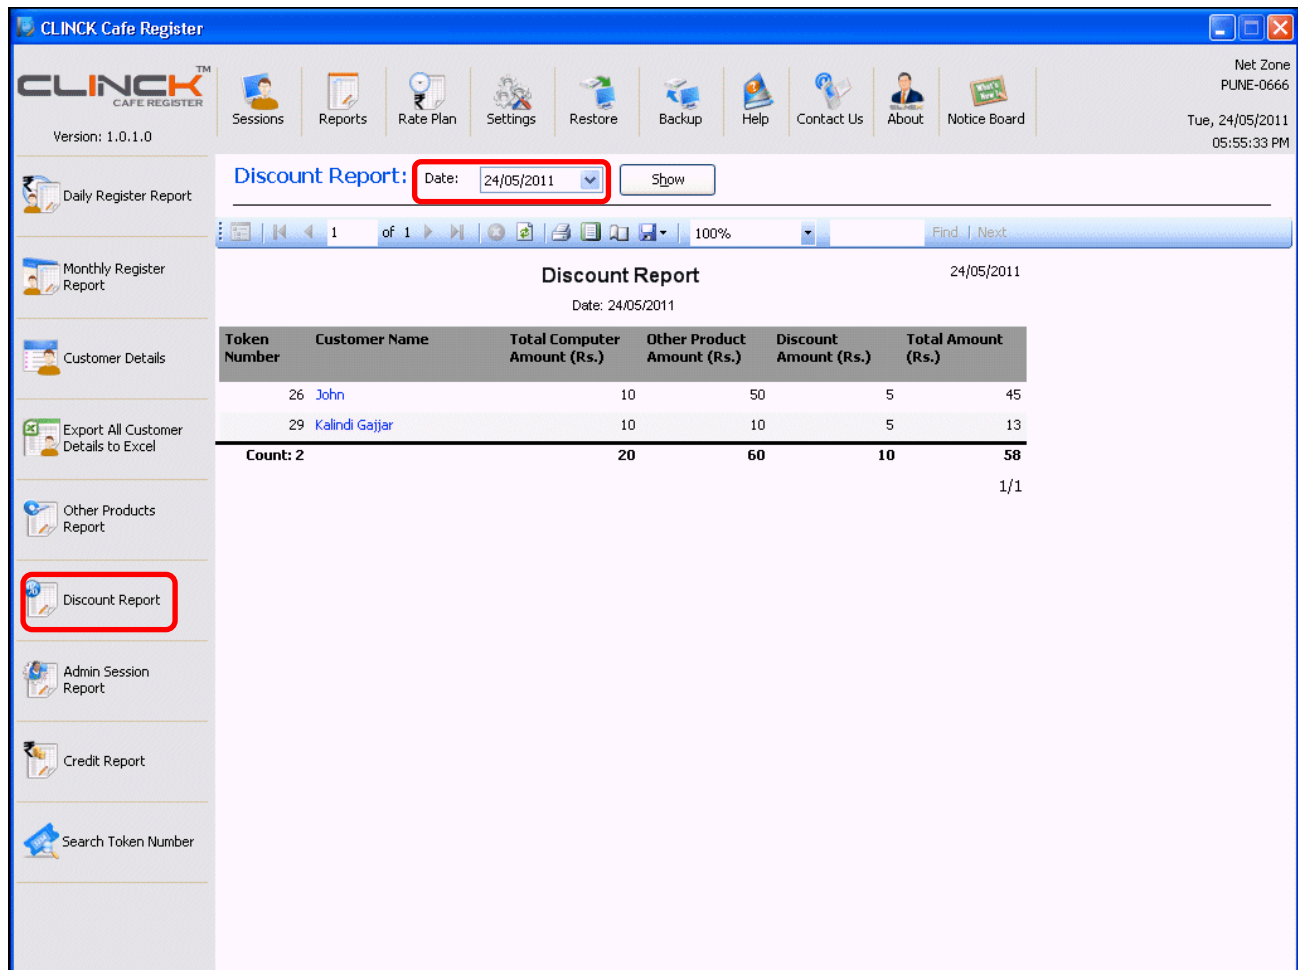 CLINCK Cafe Register
CLINCK TM
CAFE REGISTER
Version: 1.0.1.0
Sessions
Reports
Rate Plan
Settings
Restore
Backup
Help
Contact Us
About
Notice Board
Net Zone
PUNE-0666
Tue, 24/05/2011
05:55:33 PM
Daily Register Report
Monthly Register
Report
Customer Details
Export All Customer
Details to Excel
Other Products
Report
Discount Report
Admin Session
Report
Credit Report
Search Token Number
Discount Report: Date: 24/05/2011 Show
1 of 1 100% Find | Next
Discount Report 24/05/2011
Date: 24/05/2011
Token Customer Name Total Computer Other Product Discount Total Amount
Number Amount (Rs.) Amount (Rs.) Amount (Rs.) (Rs.)
26 John 10 50 5 45
29 Kalindi Gajjar 10 10 5 13
Count: 2 20 60 10 58
1/1